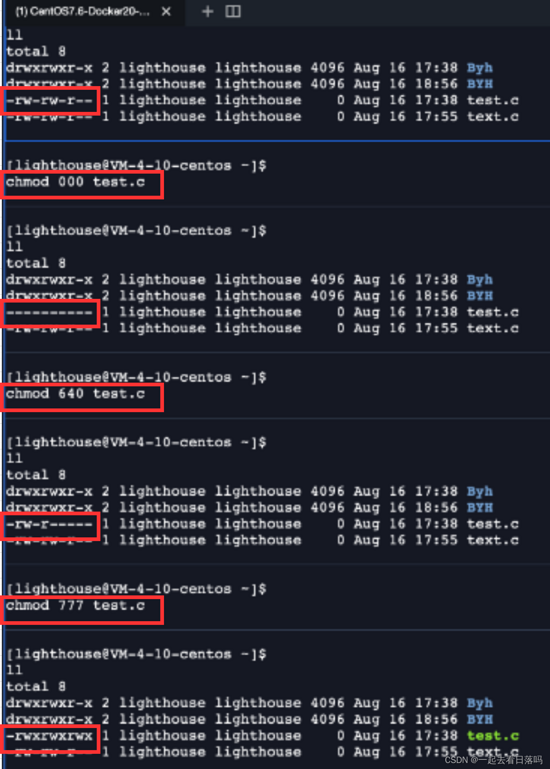 (1) CentOS7.6-Docker20-... × +
ll
total 8
drwxrwxr-x 2 lighthouse lighthouse 4096 Aug 16 17:38 Byh
drwxrwxr-x 2 lighthouse lighthouse 4096 Aug 16 18:56 BYH
-rw-rw-r-- 1 lighthouse lighthouse 0 Aug 16 17:38 test.c
-rw-rw-r-- 1 lighthouse lighthouse 0 Aug 16 17:55 text.c
[lighthouse@VM-4-10-centos ~]$
chmod 000 test.c
[lighthouse@VM-4-10-centos ~]$
ll
total 8
drwxrwxr-x 2 lighthouse lighthouse 4096 Aug 16 17:38 Byh
drwxrwxr-x 2 lighthouse lighthouse 4096 Aug 16 18:56 BYH
---------- 1 lighthouse lighthouse 0 Aug 16 17:38 test.c
-rw-rw-r-- 1 lighthouse lighthouse 0 Aug 16 17:55 text.c
[lighthouse@VM-4-10-centos ~]$
chmod 640 test.c
[lighthouse@VM-4-10-centos ~]$
ll
total 8
drwxrwxr-x 2 lighthouse lighthouse 4096 Aug 16 17:38 Byh
drwxrwxr-x 2 lighthouse lighthouse 4096 Aug 16 18:56 BYH
-rw-r----- 1 lighthouse lighthouse 0 Aug 16 17:38 test.c
-rw-rw-r-- 1 lighthouse lighthouse 0 Aug 16 17:55 text.c
[lighthouse@VM-4-10-centos ~]$
chmod 777 test.c
[lighthouse@VM-4-10-centos ~]$
ll
total 8
drwxrwxr-x 2 lighthouse lighthouse 4096 Aug 16 17:38 Byh
drwxrwxr-x 2 lighthouse lighthouse 4096 Aug 16 18:56 BYH
-rwxrwxrwx 1 lighthouse lighthouse 0 Aug 16 17:38 test.c
-rw-rw-r-- 1 lighthouse lighthouse 0 Aug 16 17:55 text.c
CSDN @一起去看日落吗